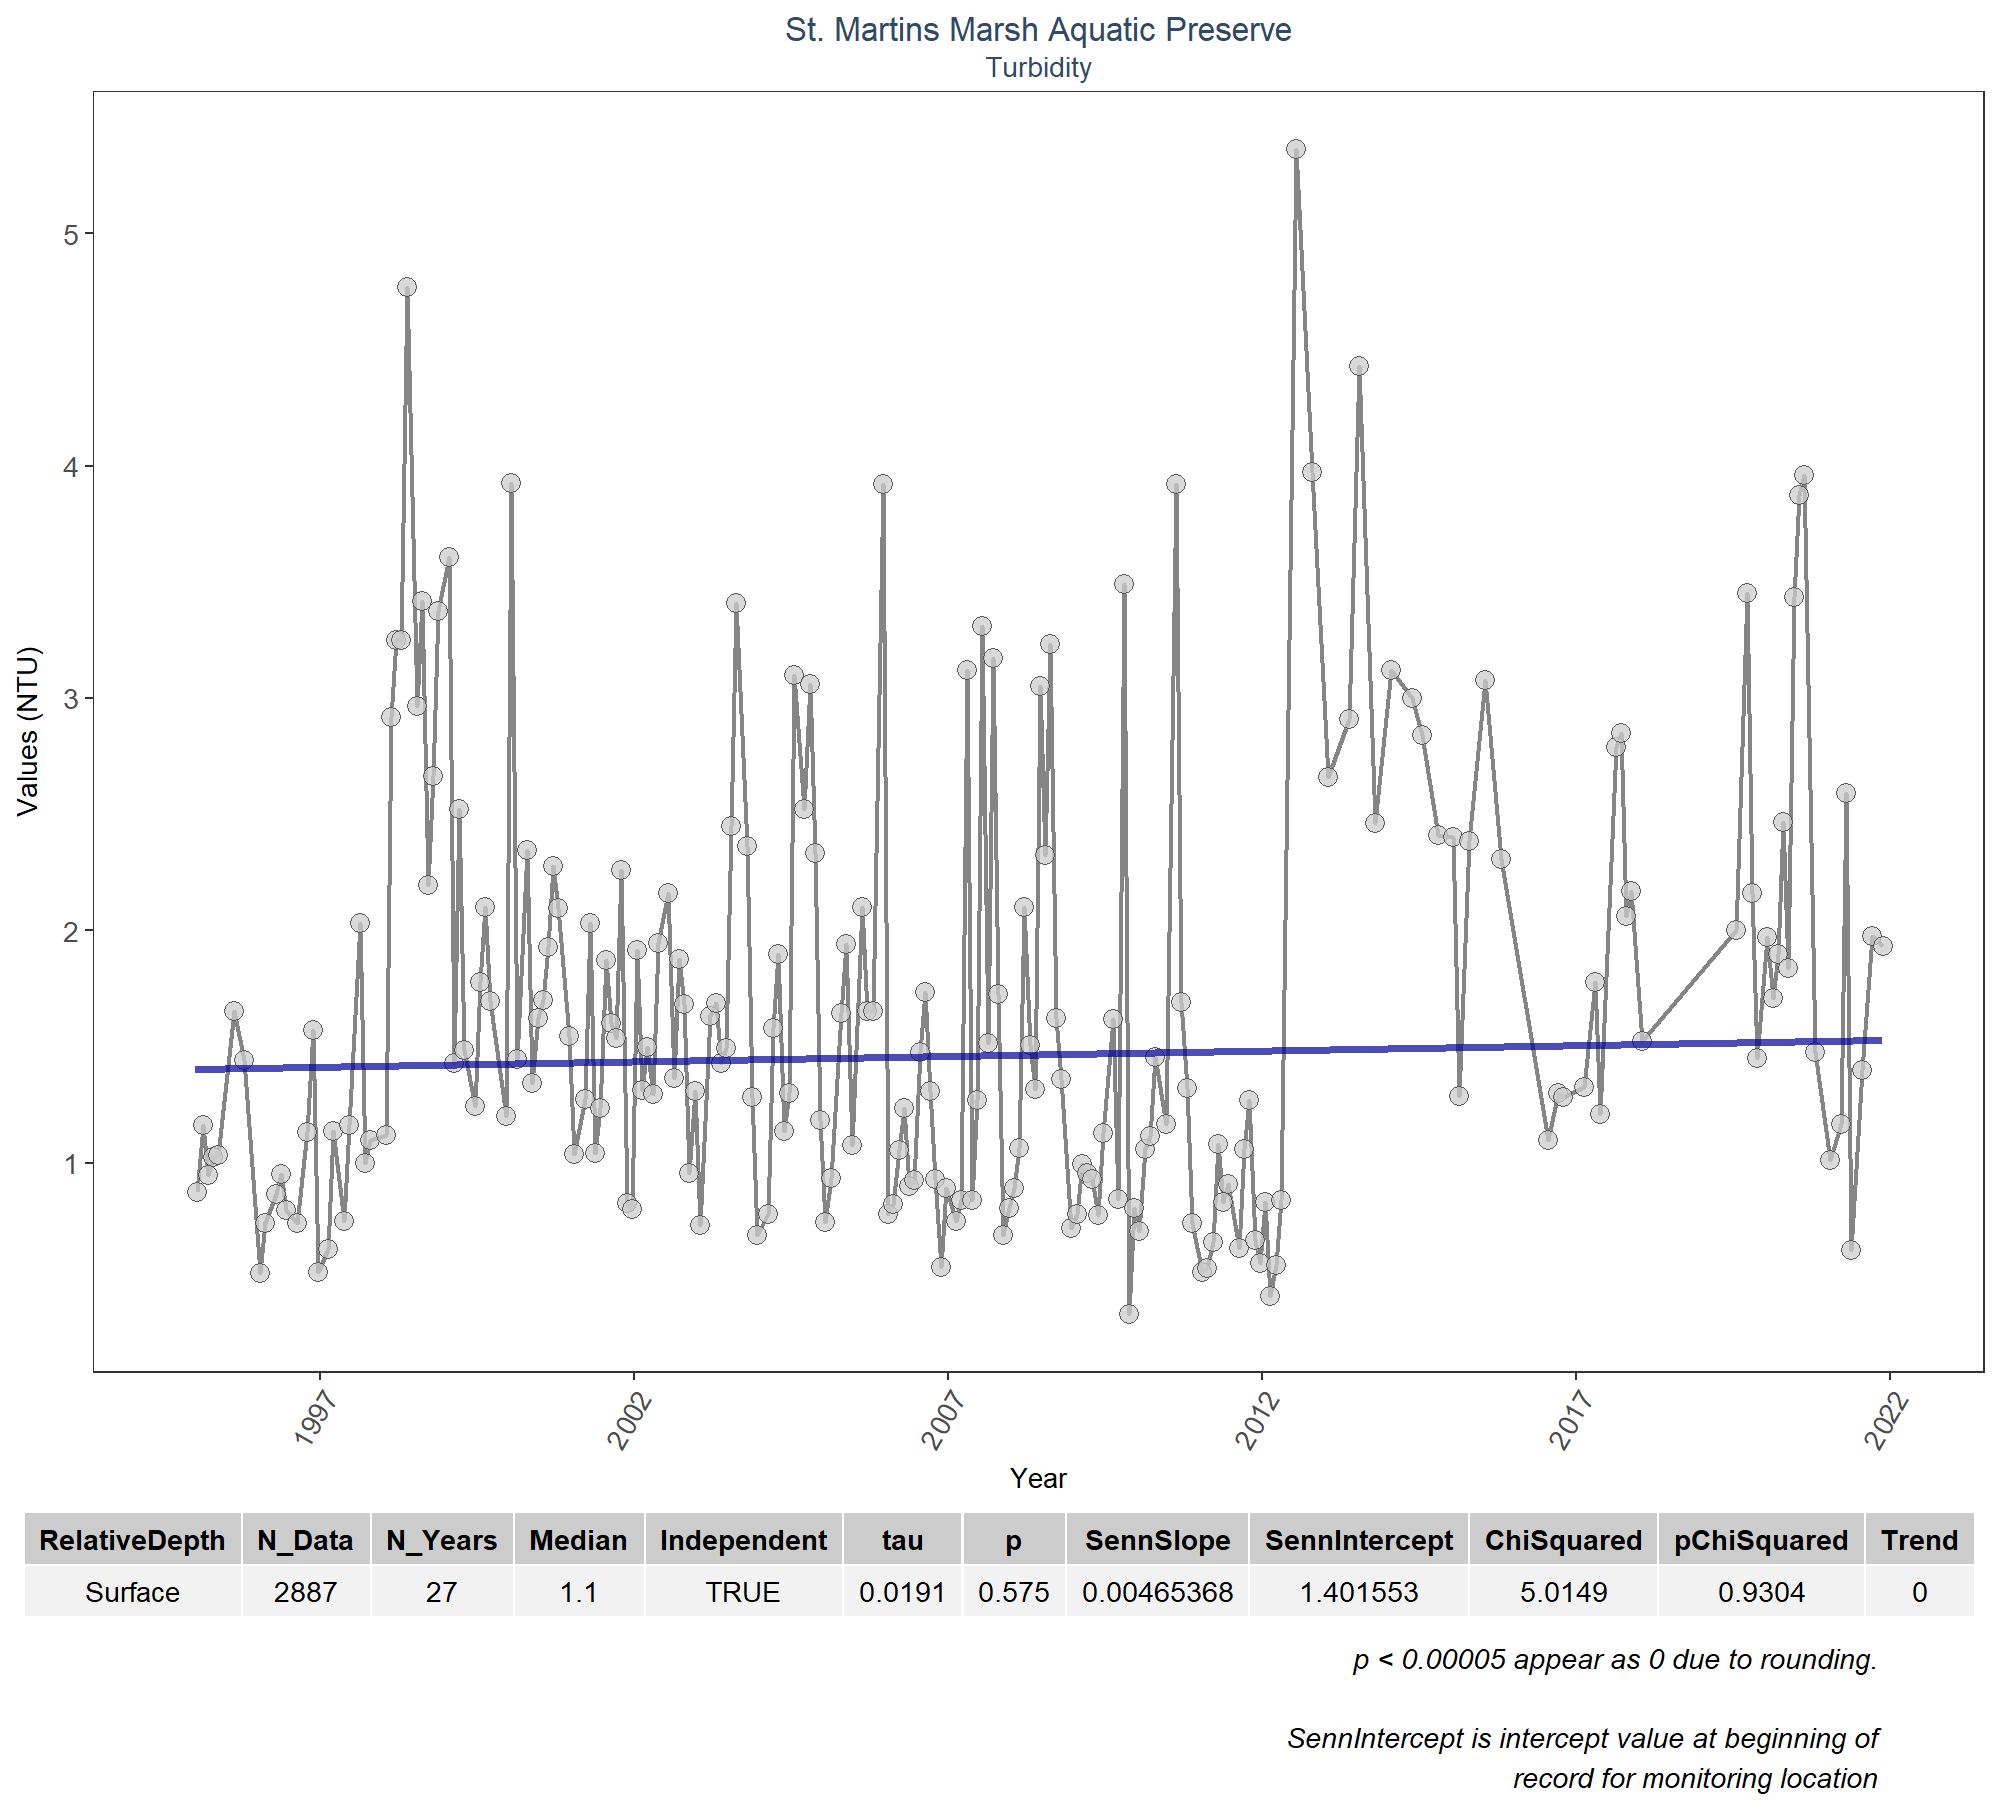 St. Martins Marsh Aquatic Preserve
Turbidity
Values (NTU)
5
4
3
2
1
1997 2002 2007 2012 2017 2022
Year
RelativeDepth N_Data N_Years Median Independent tau p SennSlope SennIntercept ChiSquared pChiSquared Trend
Surface 2887 27 1.1 TRUE 0.0191 0.575 0.00465368 1.401553 5.0149 0.9304 0
p < 0.00005 appear as 0 due to rounding.
SennIntercept is intercept value at beginning of
record for monitoring location